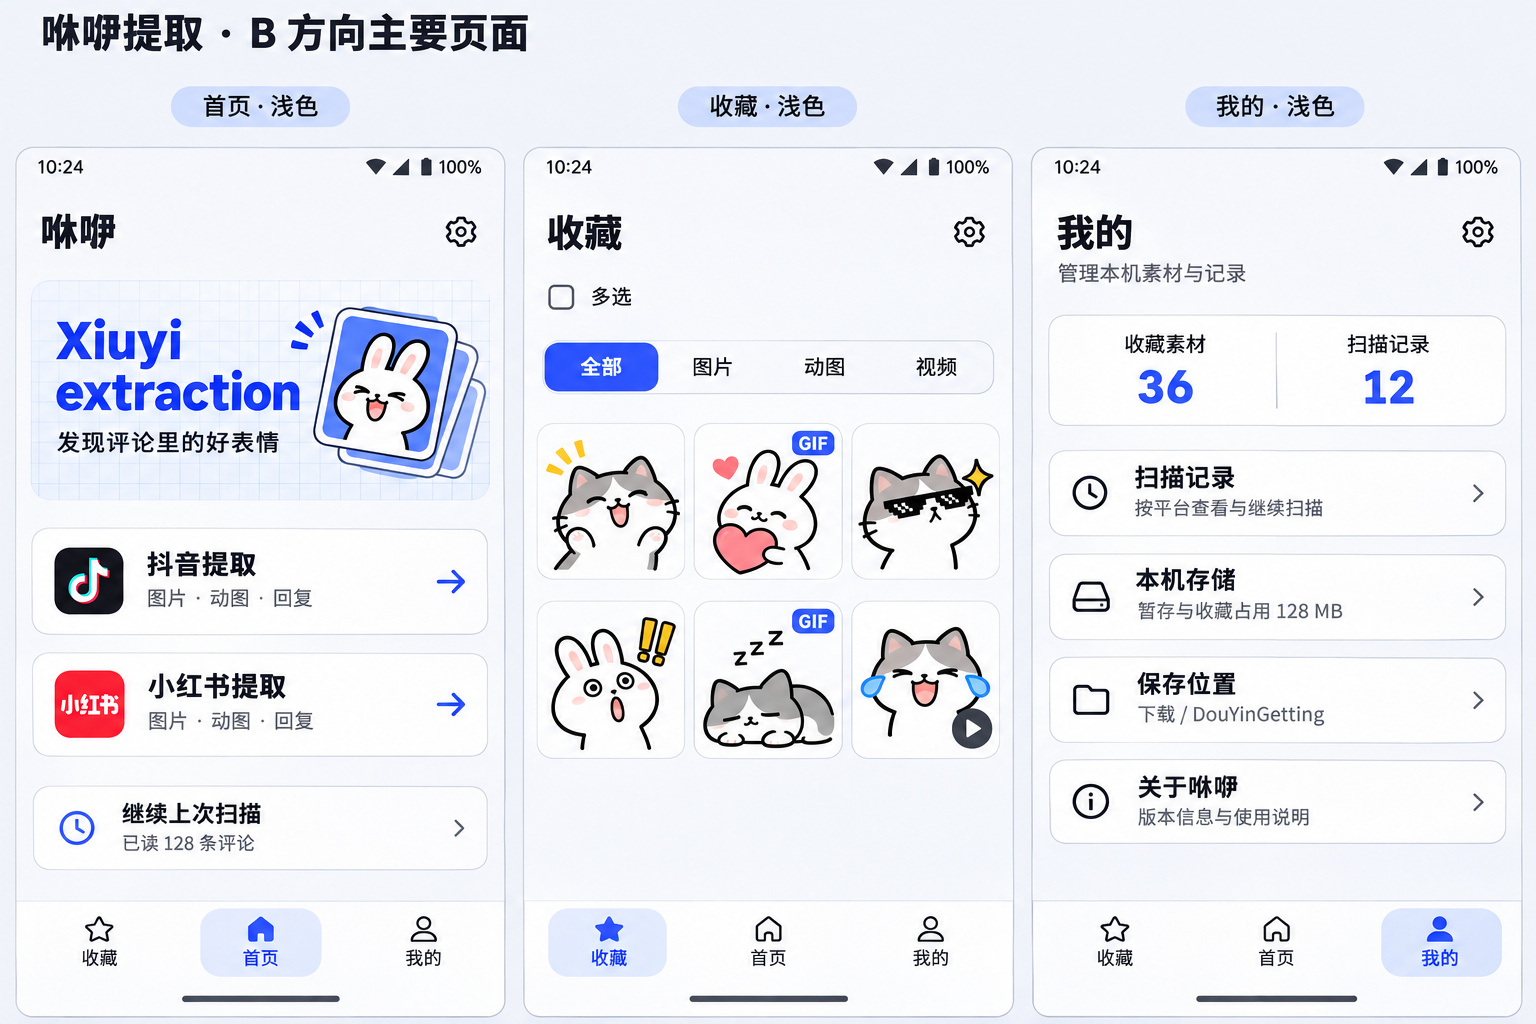 咻咿提取 · B 方向主要页面
首页 · 浅色
10:24
100%
咻咿
Xiuyi
extraction
发现评论里的好表情
抖音提取
图片 · 动图 · 回复
小红书
小红书提取
图片 · 动图 · 回复
继续上次扫描
已读 128 条评论
收藏
首页
我的
收藏 · 浅色
10:24
100%
收藏
多选
全部
图片
动图
视频
GIF
!!
GIF
z z z
收藏
首页
我的
我的 · 浅色
10:24
100%
我的
管理本机素材与记录
收藏素材
36
扫描记录
12
扫描记录
按平台查看与继续扫描
本机存储
暂存与收藏占用 128 MB
保存位置
下载 / DouYinGetting
关于咻咿
版本信息与使用说明
收藏
首页
我的